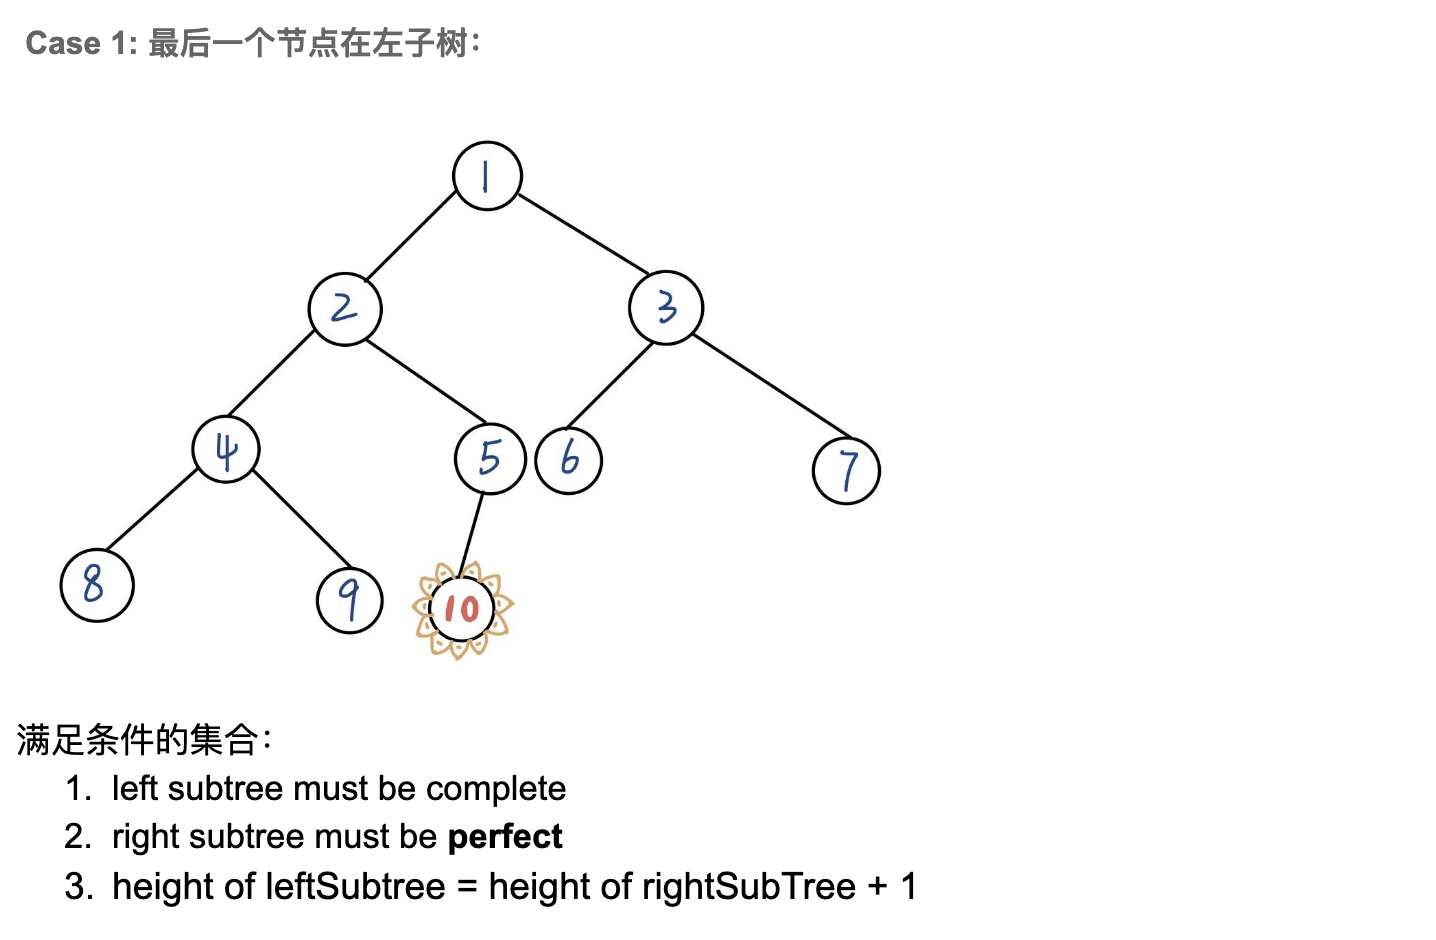 Case 1: 最后一个节点在左子树：
1
2
3
4
5
6
7
8
9
10
满足条件的集合：
1. left subtree must be complete
2. right subtree must be perfect
3. height of leftSubtree = height of rightSubTree + 1